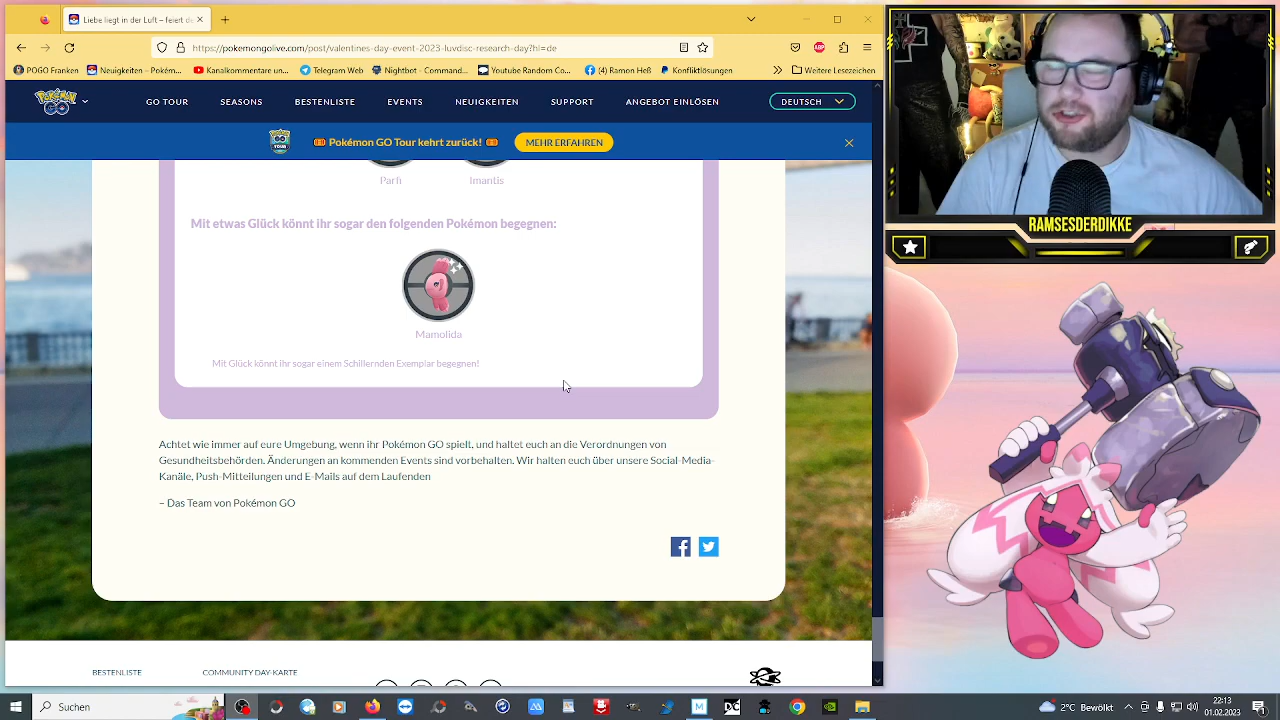 Liebe liegt in der Luft – feier de
https://pokemongolive.com/post/valentines-day-event-2023-luvdisc-research-day?hl=de
PoGO Franken
Neuigkeiten – Pokém...
Kanalkommentare -...
Telegram Web
Nightbot - Comman...
Youtube Random Co...
(4) Ramon Heß
Konfliktlösungen
Weitere Lesezeichen
GO TOUR
SEASONS
BESTENLISTE
EVENTS
NEUIGKEITEN
SUPPORT
ANGEBOT EINLÖSEN
DEUTSCH
Pokémon GO Tour kehrt zurück!
MEHR ERFAHREN
Parfi
Imantis
Mit etwas Glück könnt ihr sogar den folgenden Pokémon begegnen:
Mamolida
Mit Glück könnt ihr sogar einem Schillernden Exemplar begegnen!
Achtet wie immer auf eure Umgebung, wenn ihr Pokémon GO spielt, und haltet euch an die Verordnungen von
Gesundheitsbehörden. Änderungen an kommenden Events sind vorbehalten. Wir halten euch über unsere Social-Media-
Kanäle, Push-Mitteilungen und E-Mails auf dem Laufenden
– Das Team von Pokémon GO
BESTENLISTE
COMMUNITY DAY-KARTE
RAMSESDERDIKKE
Suchen
2°C Bewölkt
22:13
01.02.2023